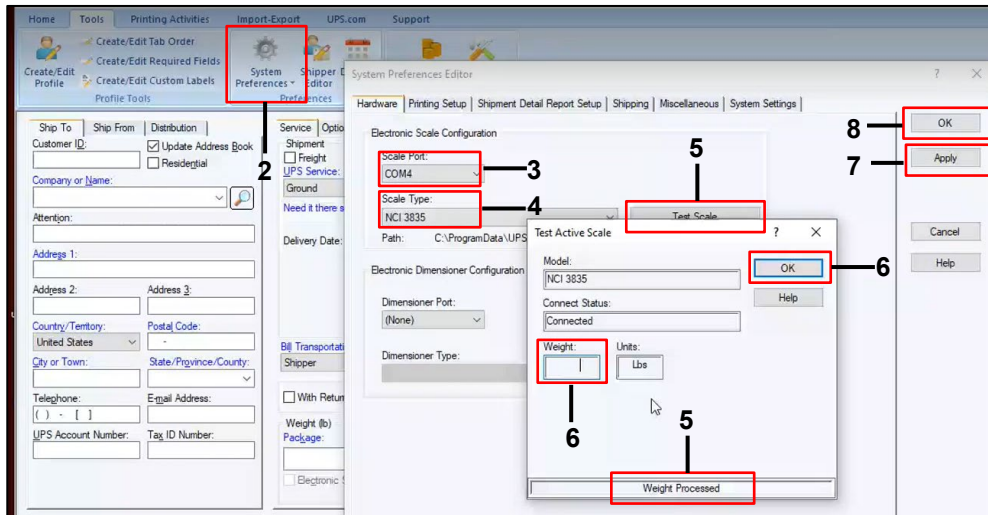 Home Tools Printing Activities Import-Export UPS.com Support
Create/Edit Profile
Create/Edit Tab Order
Create/Edit Required Fields
Create/Edit Custom Labels
Profile Tools
System Preferences
Shipper Editor
Preferences
2
Ship To Ship From Distribution
Customer ID:
Update Address Book
Residential
Company or Name:
Attention:
Address 1:
Address 2: Address 3:
Country/Territory: Postal Code:
United States -
City or Town: State/Province/County:
Telephone: E-mail Address:
( ) - [ ]
UPS Account Number: Tax ID Number:
Service Optio
Shipment
Freight
UPS Service:
Ground
Need it there s
Delivery Date:
Bill Transportati
Shipper
With Return
Weight (lb)
Package:
Electronic S
System Preferences Editor ? ×
Hardware Printing Setup Shipment Detail Report Setup Shipping Miscellaneous System Settings
Electronic Scale Configuration
Scale Port:
COM4
3
Scale Type:
NCI 3835
4
5
Test Scale
Path: C:\ProgramData\UPS
Electronic Dimensioner Configuration
Dimensioner Port:
(None)
Dimensioner Type:
8
OK
7
Apply
Cancel
Help
Test Active Scale ? ×
Model:
NCI 3835
OK
6
Connect Status:
Help
Connected
Weight: Units:
Lbs
6
5
Weight Processed